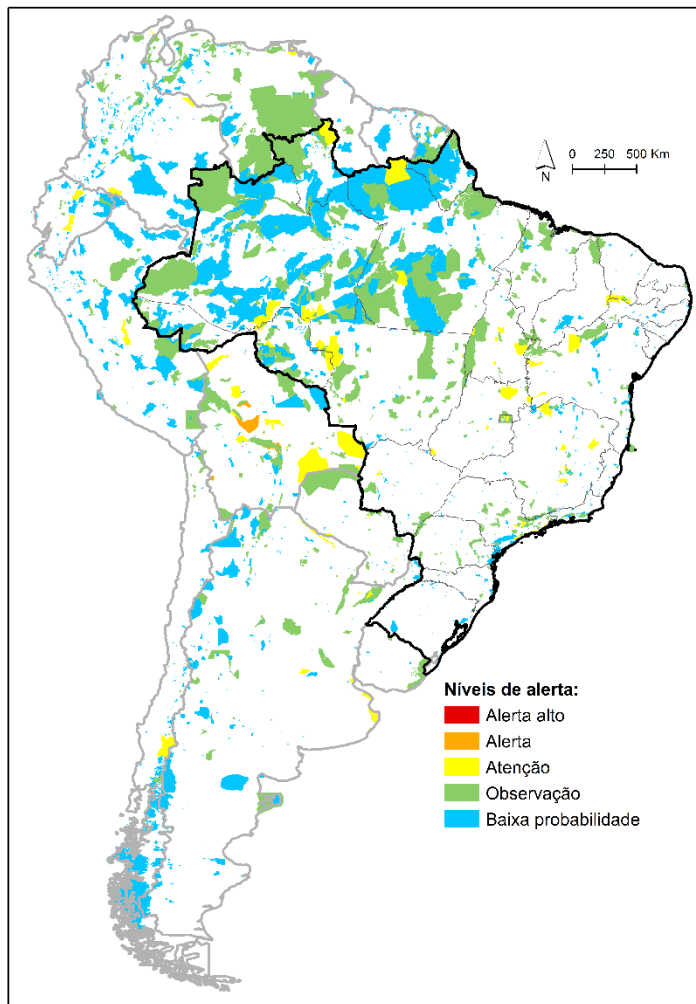 N
0 250 500 Km
Níveis de alerta:
Alerta alto
Alerta
Atenção
Observação
Baixa probabilidade